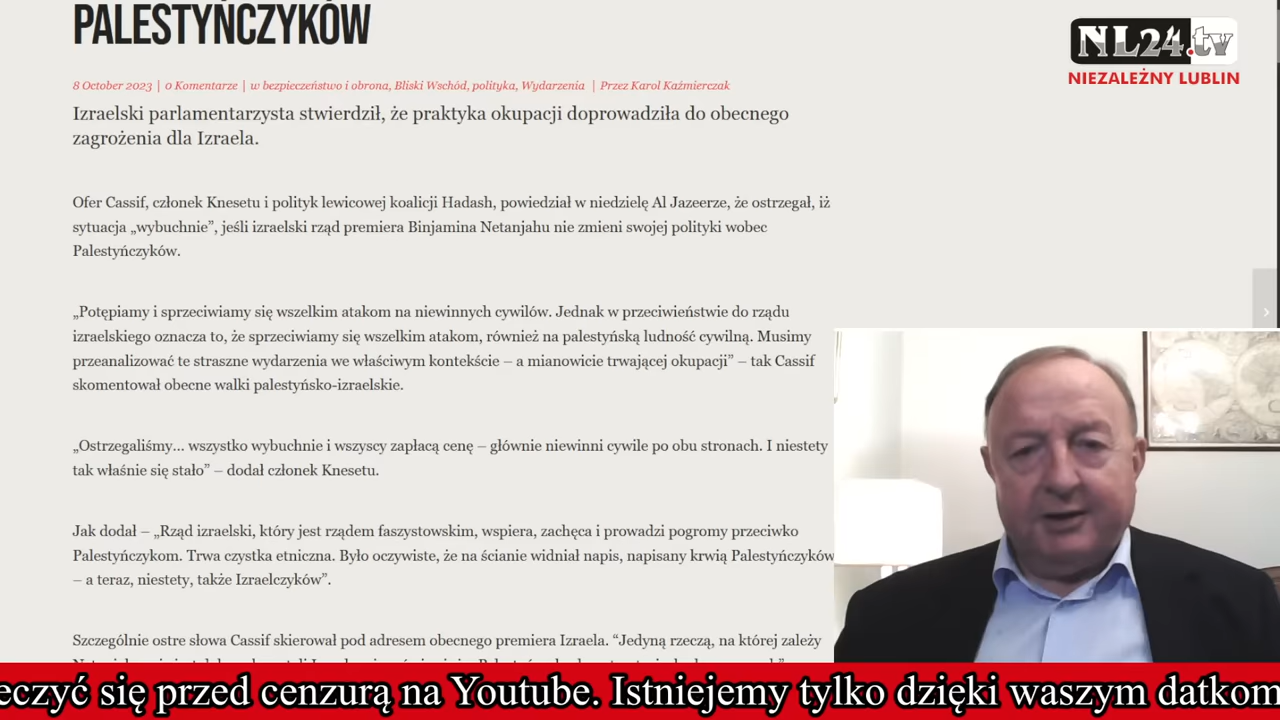 PALESTYŃCZYKÓW
NL24.tv
NIEZALEŻNY LUBLIN
8 October 2023 | 0 Komentarze | w bezpieczeństwo i obrona, Bliski Wschód, polityka, Wydarzenia | Przez Karol Kaźmierczak
Izraelski parlamentarzysta stwierdził, że praktyka okupacji doprowadziła do obecnego
zagrożenia dla Izraela.
Ofer Cassif, członek Knesetu i polityk lewicowej koalicji Hadash, powiedział w niedzielę Al Jazeerze, że ostrzegał, iż
sytuacja „wybuchnie”, jeśli izraelski rząd premiera Binjamina Netanjahu nie zmieni swojej polityki wobec
Palestyńczyków.
„Potępiamy i sprzeciwiamy się wszelkim atakom na niewinnych cywilów. Jednak w przeciwieństwie do rządu
izraelskiego oznacza to, że sprzeciwiamy się wszelkim atakom, również na palestyńską ludność cywilną. Musimy
przeanalizować te straszne wydarzenia we właściwym kontekście – a mianowicie trwającej okupacji” – tak Cassif
skomentował obecne walki palestyńsko-izraelskie.
„Ostrzegaliśmy... wszystko wybuchnie i wszyscy zapłacą cenę – głównie niewinni cywile po obu stronach. I niestety
tak właśnie się stało” – dodał członek Knesetu.
Jak dodał – „Rząd izraelski, który jest rządem faszystowskim, wspiera, zachęca i prowadzi pogromy przeciwko
Palestyńczykom. Trwa czystka etniczna. Było oczywiste, że na ścianie widniał napis, napisany krwią Palestyńczyków
– a teraz, niestety, także Izraelczyków”.
Szczególnie ostre słowa Cassif skierował pod adresem obecnego premiera Izraela. “Jedyną rzeczą, na której zależy
eczyć się przed cenzurą na Youtube. Istniejemy tylko dzięki waszym datkom